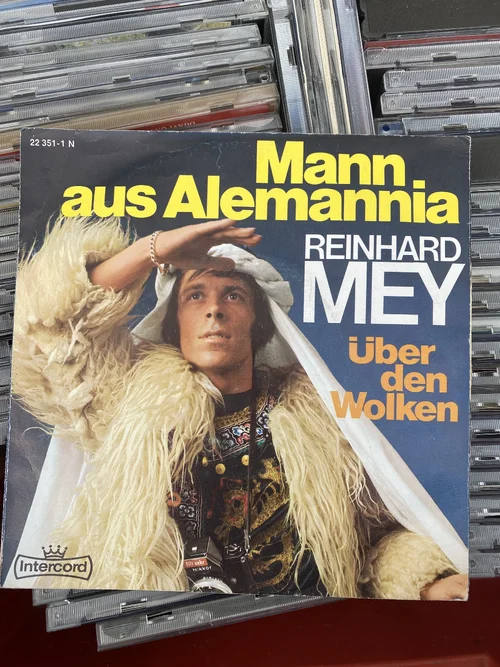 22 351-1 N
Mann
aus Alemannia
REINHARD
MEY
Über
den
Wolken
Intercord